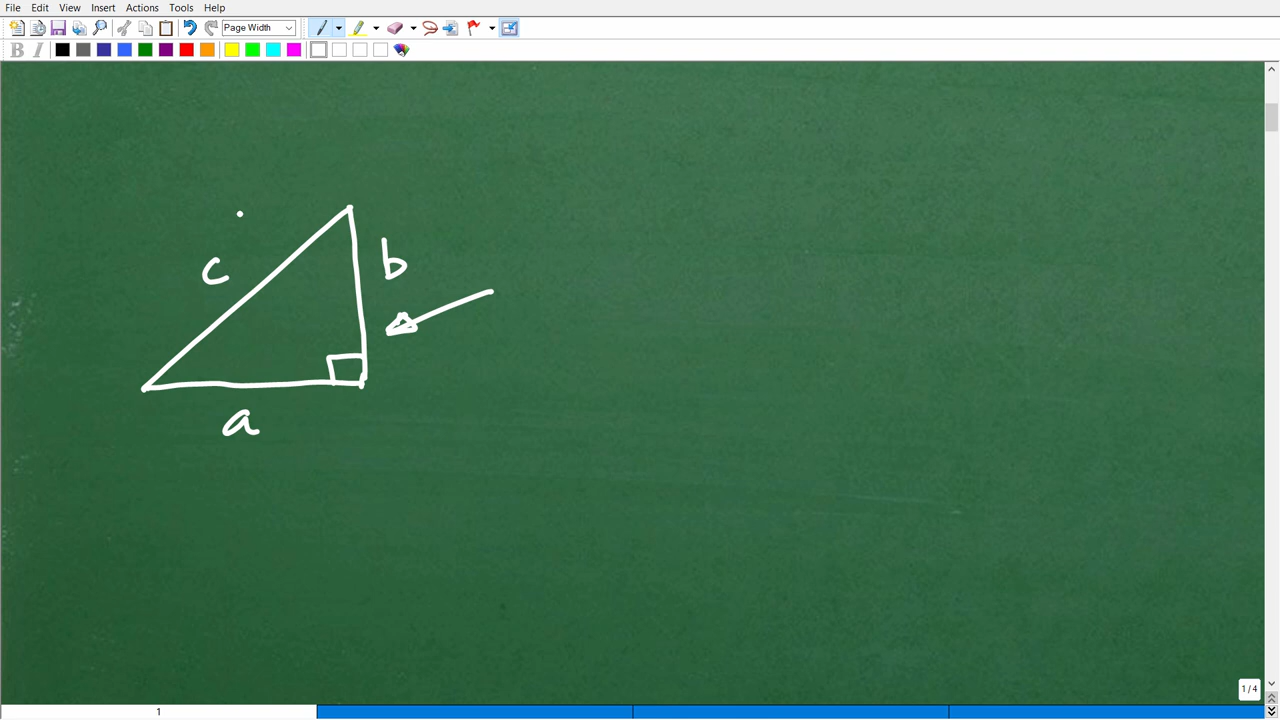 File Edit View Insert Actions Tools Help
Page Width
B I
c
b
a
1 / 4
1